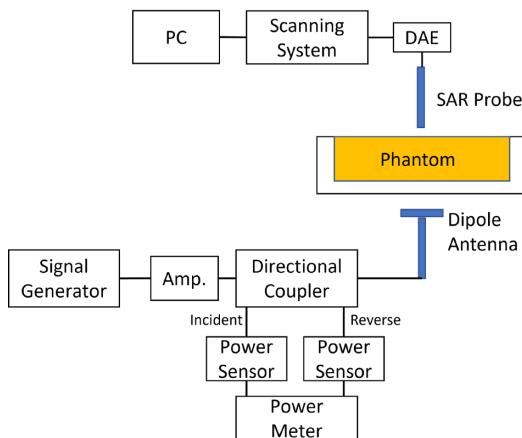 PC
Scanning
System
DAE
SAR Probe
Phantom
Dipole
Antenna
Signal
Generator
Amp.
Directional
Coupler
Incident
Reverse
Power
Sensor
Power
Sensor
Power
Meter